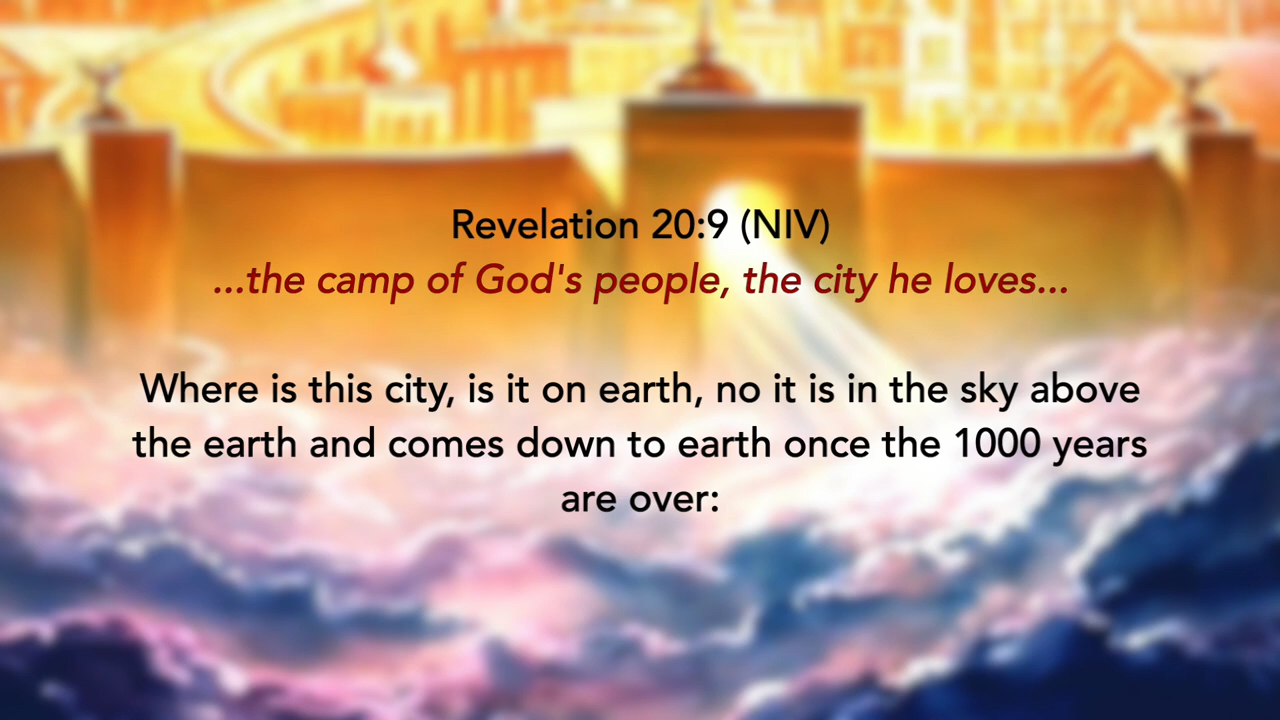 Revelation 20:9 (NIV)
...the camp of God's people, the city he loves...
Where is this city, is it on earth, no it is in the sky above
the earth and comes down to earth once the 1000 years
are over: